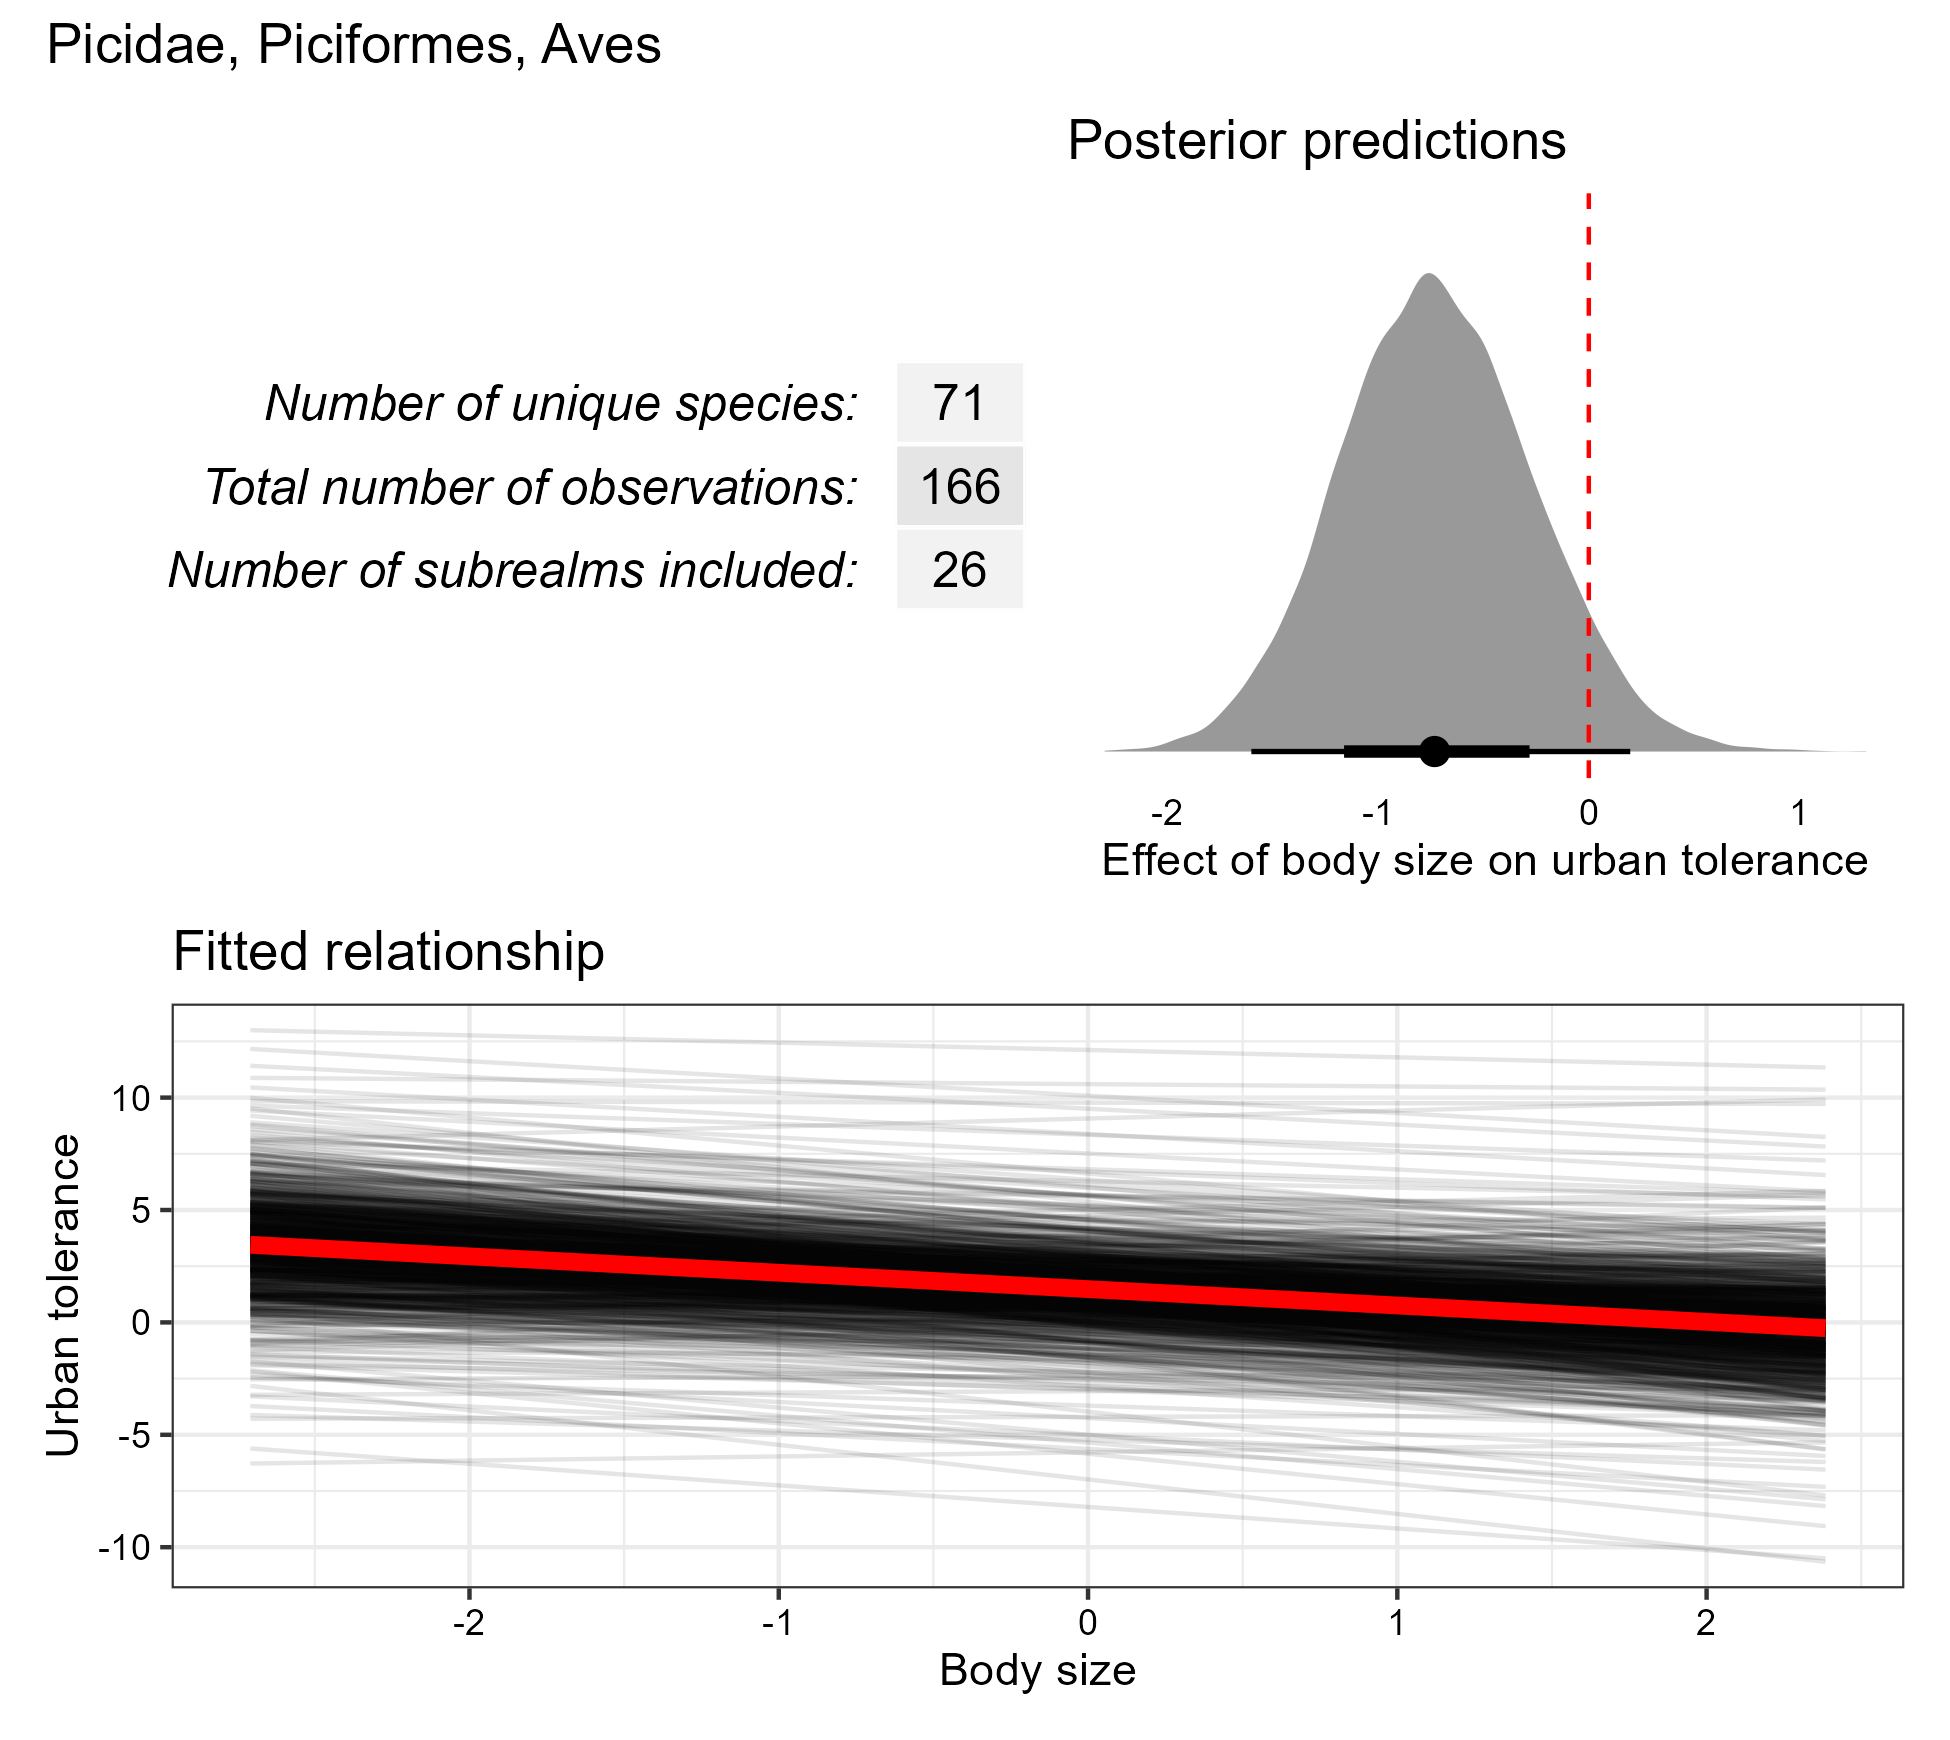 Picidae, Piciformes, Aves
Posterior predictions
Number of unique species: 71
Total number of observations: 166
Number of subrealms included: 26
-2 -1 0 1
Effect of body size on urban tolerance
Fitted relationship
Urban tolerance
10
5
0
-5
-10
-2 -1 0 1 2
Body size